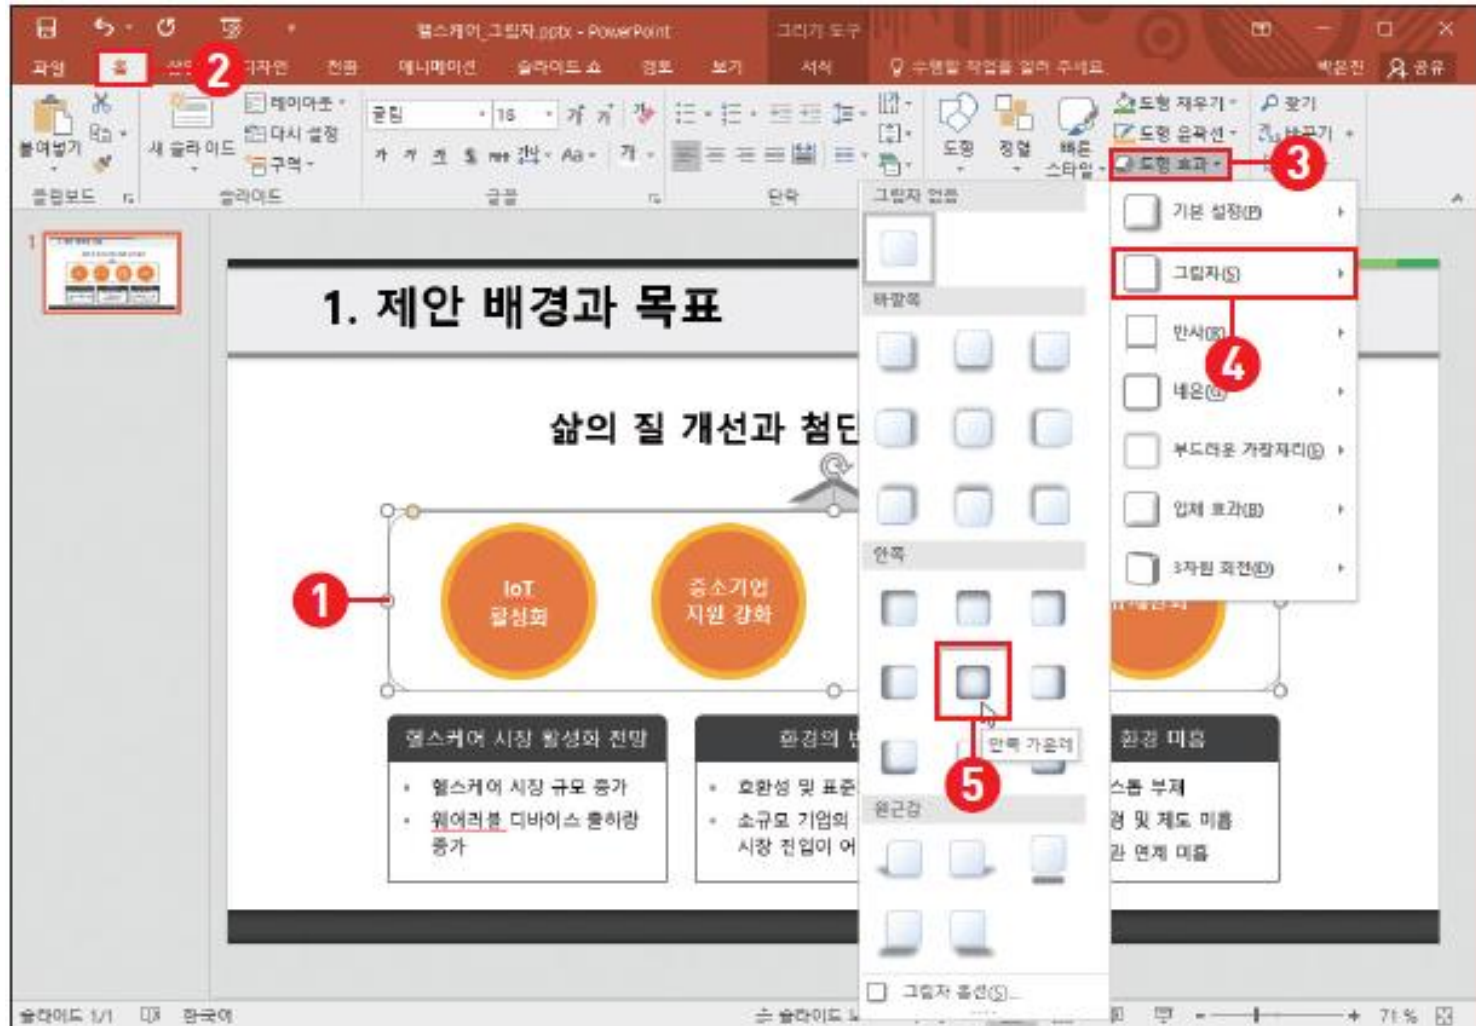 헬스케어_그림자.pptx - PowerPoint
그리기 도구
파일
홈
2
디자인
전환
애니메이션
슬라이드 쇼
검토
보기
서식
수행할 작업을 알려 주세요.
박은진
공유
붙여넣기
새 슬라이드
레이아웃
다시 설정
구역
굴림
16
도형
정렬
빠른
스타일
도형 채우기
도형 윤곽선
도형 효과
3
찾기
바꾸기
클립보드
슬라이드
글꼴
단락
그림자 없음
기본 설정(P)
그림자(S)
바깥쪽
반사(R)
4
네온(G)
부드러운 가장자리(E)
입체 효과(B)
3차원 회전(D)
1
1. 제안 배경과 목표
삶의 질 개선과 첨단
안쪽
1
IoT
활성화
중소기업
지원 강화
안쪽 가운데
5
원근감
헬스케어 시장 활성화 전망
환경의
환경 미흡
• 헬스케어 시장 규모 증가
• 웨어러블 디바이스 출하량
증가
• 호환성 및 표준
• 소규모 기업의
시장 진입이 어
스톱 부재
경 및 제도 미흡
관 연계 미흡
그림자 옵션(S)...
슬라이드 1/1
한국어
슬라이드
71 %